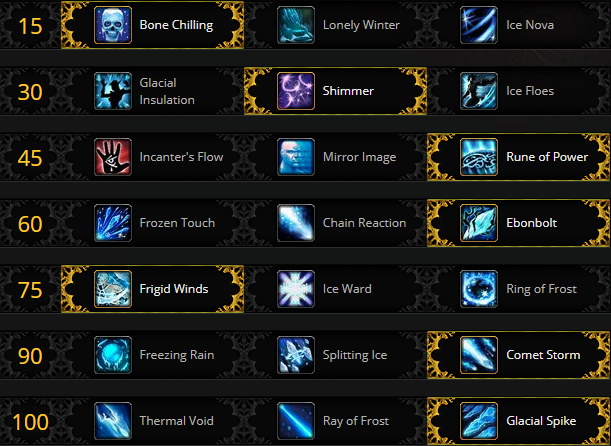 15 Bone Chilling Lonely Winter Ice Nova
30 Glacial Insulation Shimmer Ice Floes
45 Incanter's Flow Mirror Image Rune of Power
60 Frozen Touch Chain Reaction Ebonbolt
75 Frigid Winds Ice Ward Ring of Frost
90 Freezing Rain Splitting Ice Comet Storm
100 Thermal Void Ray of Frost Glacial Spike